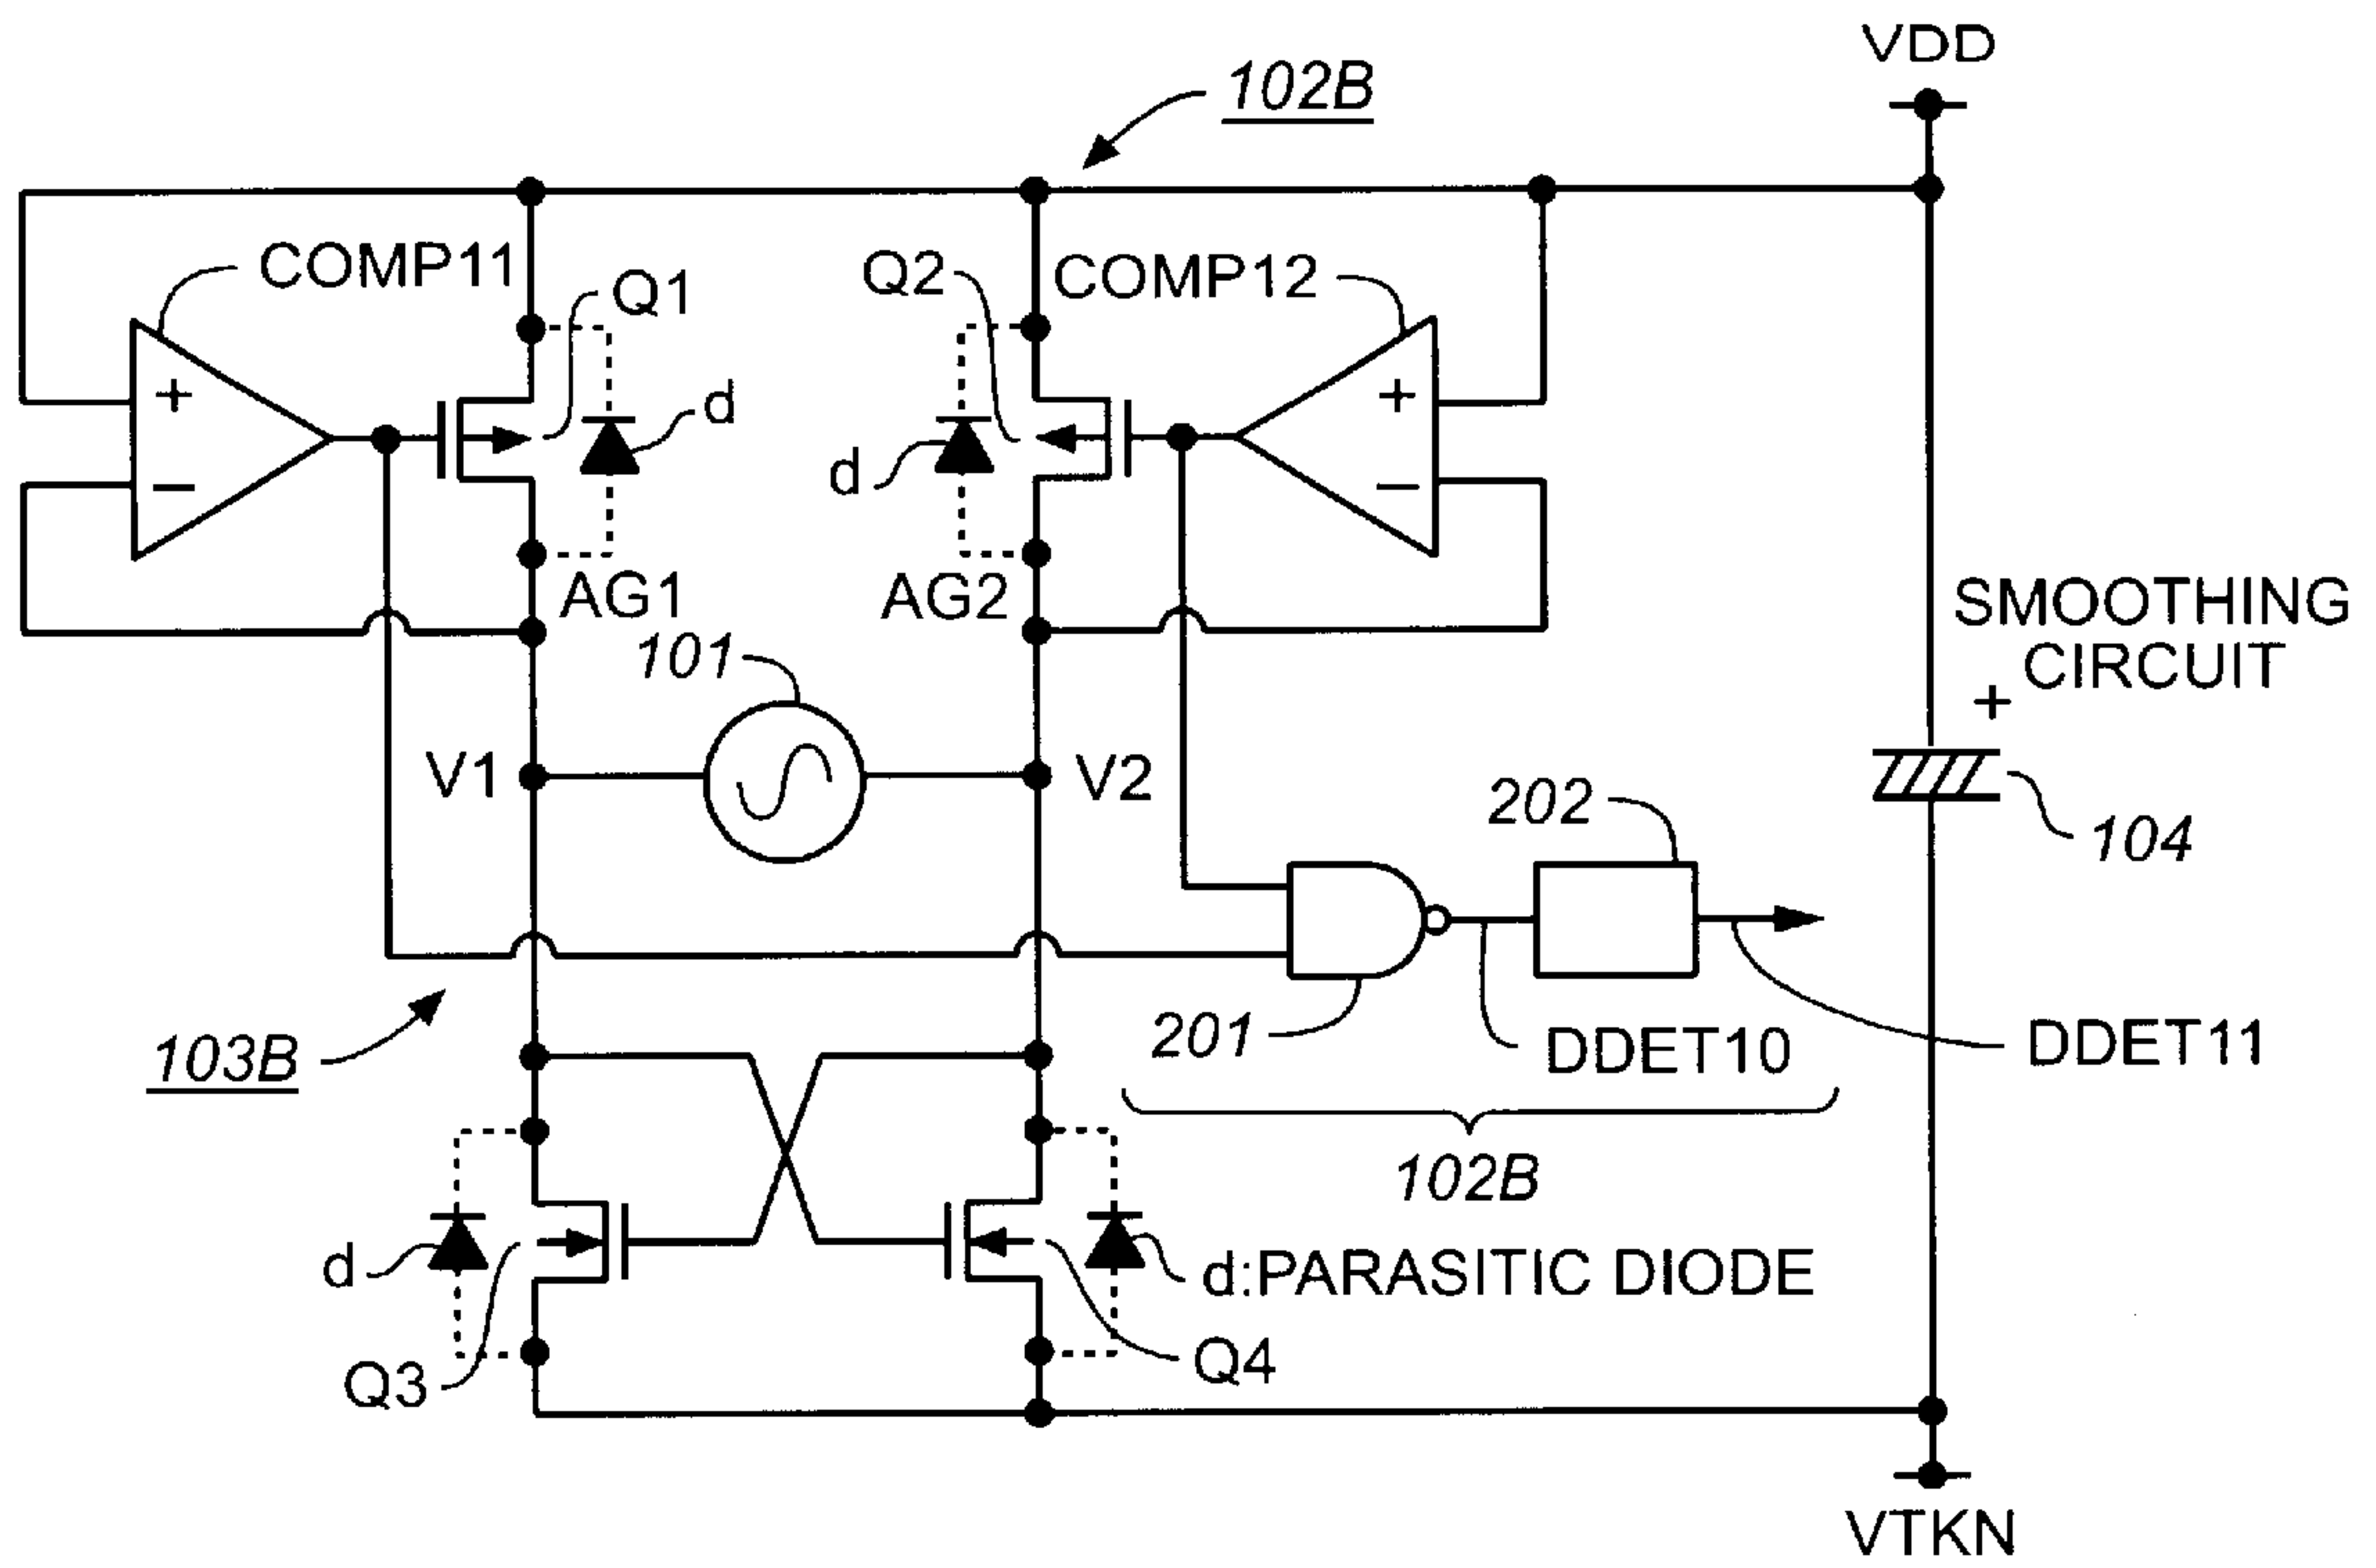 VDD
102B
COMP11
Q1
Q2
COMP12
+
+
d
d
−
−
AG1
AG2
SMOOTHING
CIRCUIT
101
+
V1
V2
202
104
201
DDET10
DDET11
103B
102B
d
d:PARASITIC DIODE
Q3
Q4
VTKN